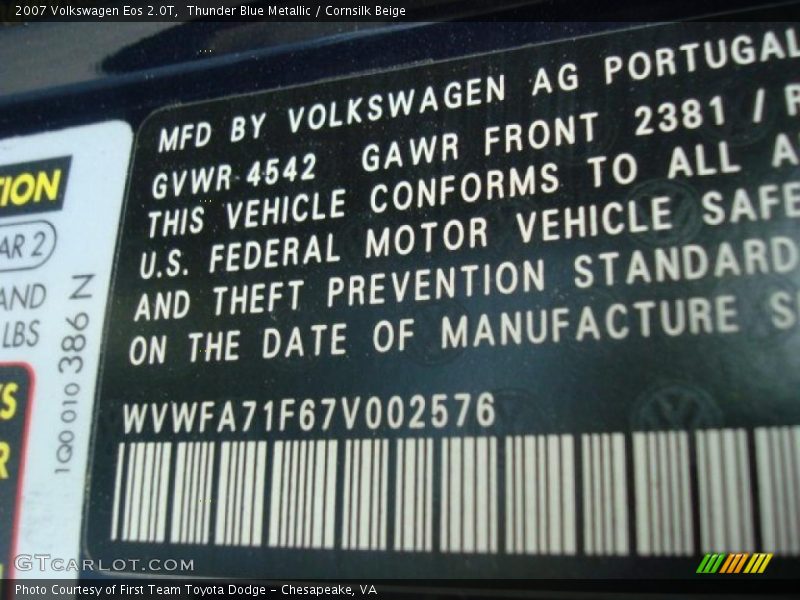 2007 Volkswagen Eos 2.0T,  Thunder Blue Metallic / Cornsilk Beige
MFD BY VOLKSWAGEN AG PORTUGAL
GVWR 4542 GAWR FRONT 2381 /
THIS VEHICLE CONFORMS TO ALL
U.S. FEDERAL MOTOR VEHICLE SAFE
AND THEFT PREVENTION STANDARD
ON THE DATE OF MANUFACTURE
WVWFA71F67V002576
TION
AR 2
AND
LBS
1Q0 010 386 N
GTcarlot.com
Photo Courtesy of First Team Toyota Dodge - Chesapeake, VA